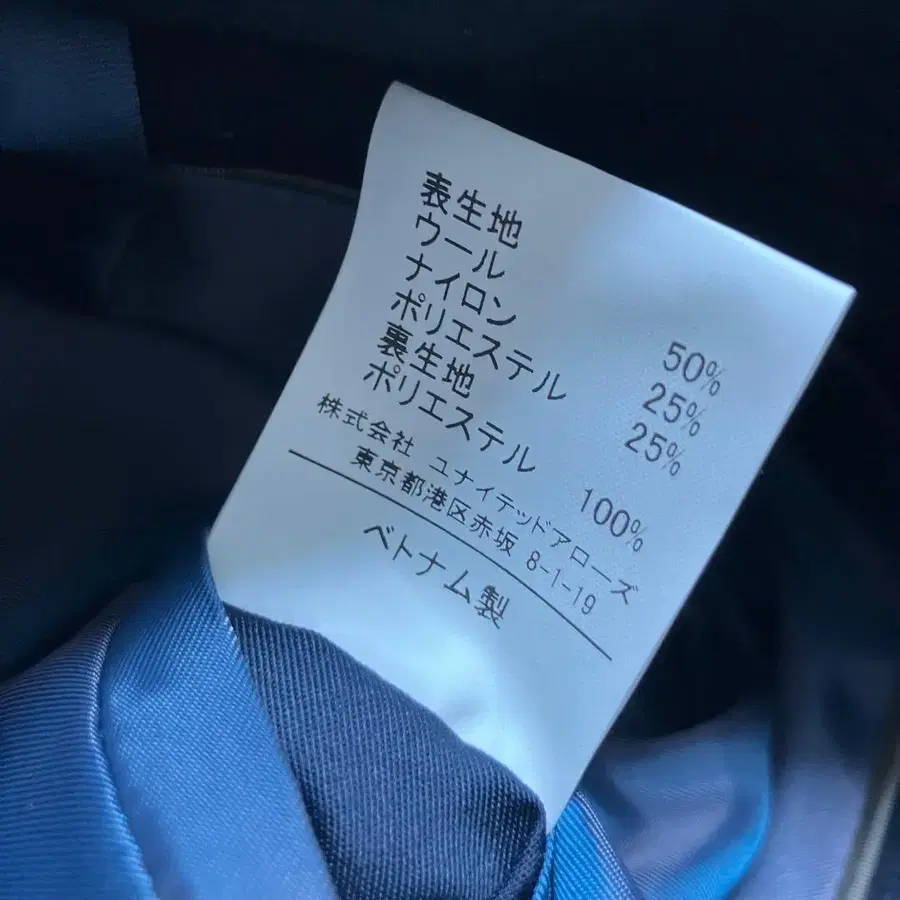 表生地
ウール 50%
ナイロン 25%
ポリエステル 25%
裏生地
ポリエステル 100%
株式会社 ユナイテッドアローズ
東京都港区赤坂 8-1-19
ベトナム製